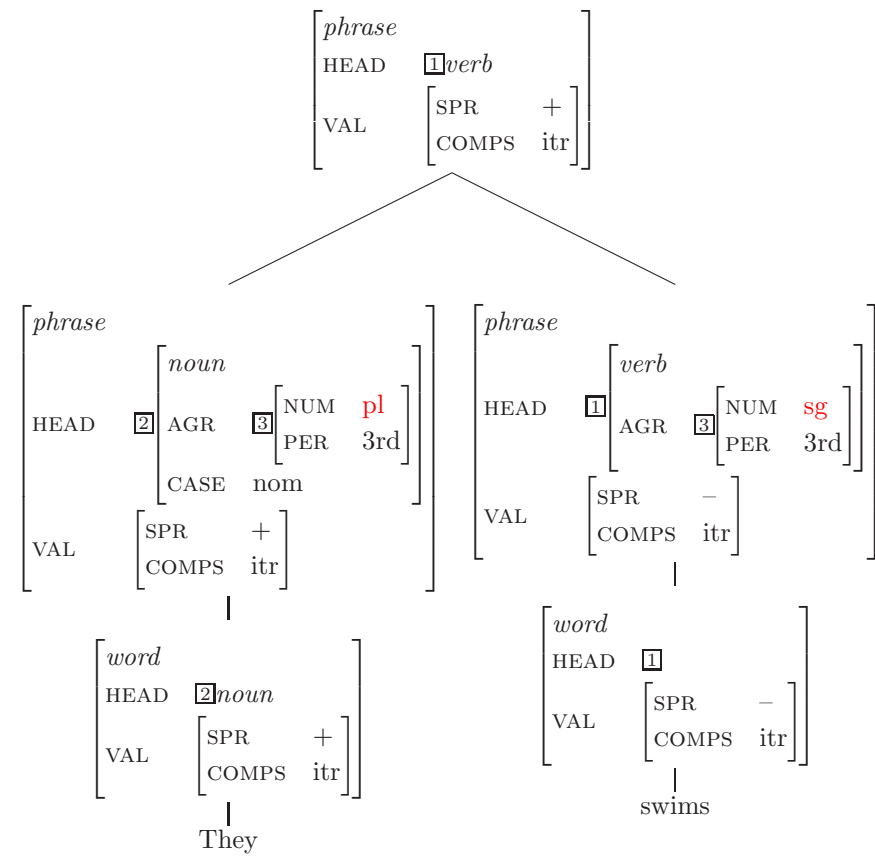 phrase
HEAD 1 verb
VAL SPR +
COMPS itr
phrase
HEAD 2 noun
AGR 3 NUM pl
PER 3rd
CASE nom
VAL SPR +
COMPS itr
phrase
HEAD 1 verb
AGR 3 NUM sg
PER 3rd
VAL SPR –
COMPS itr
word
HEAD 2 noun
VAL SPR +
COMPS itr
They
word
HEAD 1
VAL SPR –
COMPS itr
swims